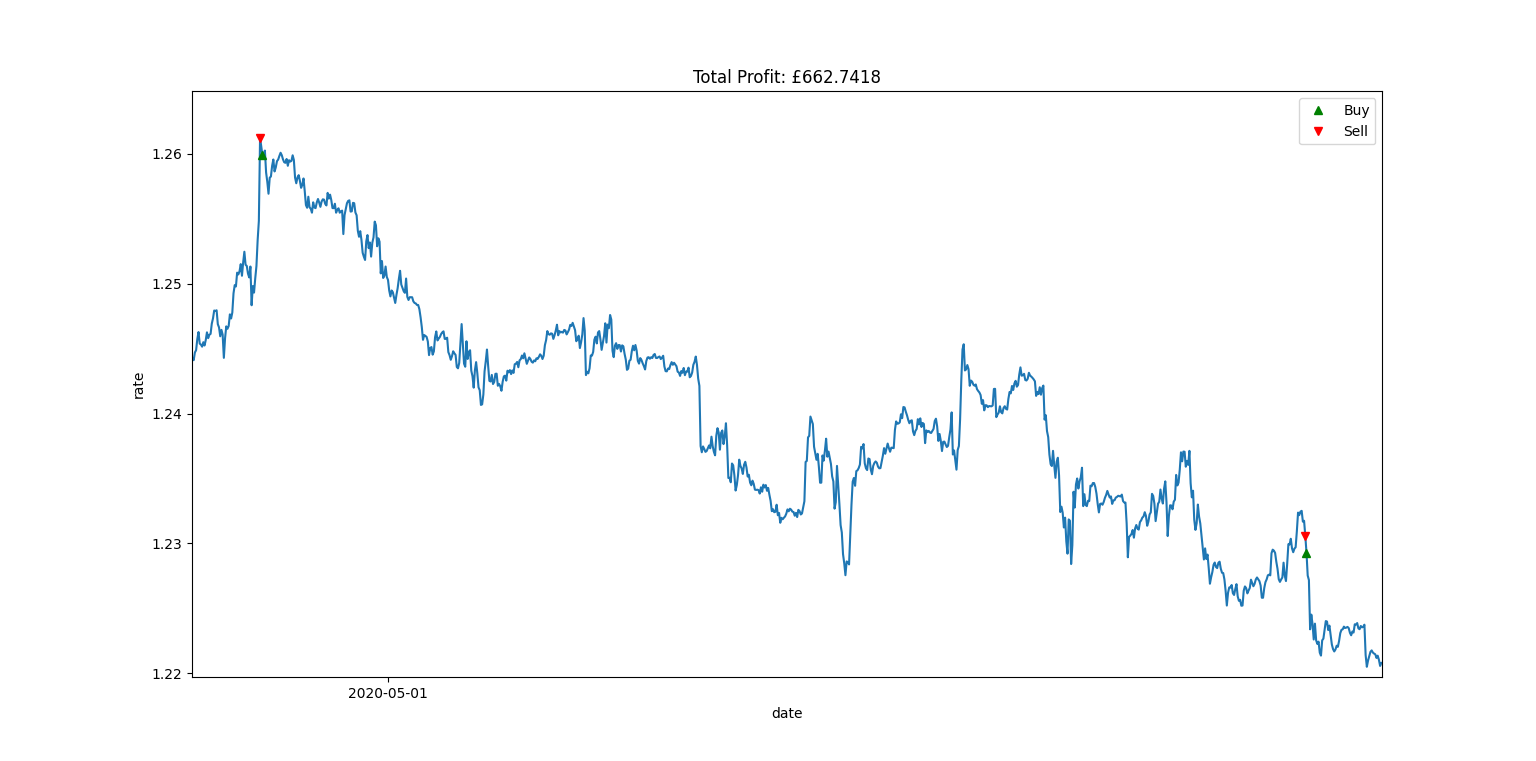 Total Profit: £662.7418
Buy
Sell
1.26
1.25
1.24
1.23
1.22
rate
2020-05-01
date